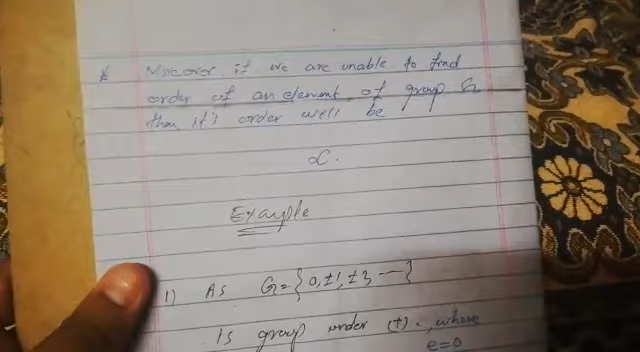 * Moreover if we are unable to find
order of an element of group G
then it's order will be
∝.
Example
1) As G={0,±1,±3 ---}
is group under (+)., where
e=0